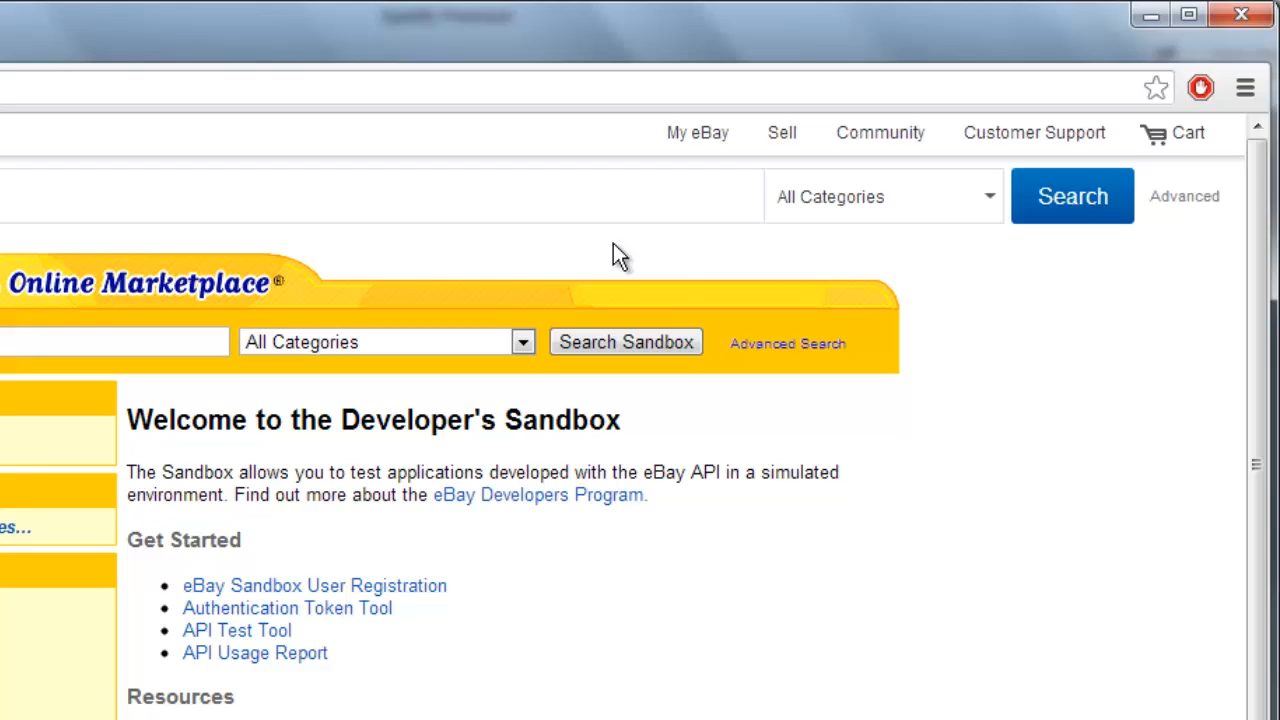 My eBay Sell Community Customer Support Cart
All Categories Search Advanced
Online Marketplace®
All Categories Search Sandbox Advanced Search
Welcome to the Developer's Sandbox
The Sandbox allows you to test applications developed with the eBay API in a simulated
environment. Find out more about the eBay Developers Program.
es...
Get Started
eBay Sandbox User Registration
Authentication Token Tool
API Test Tool
API Usage Report
Resources